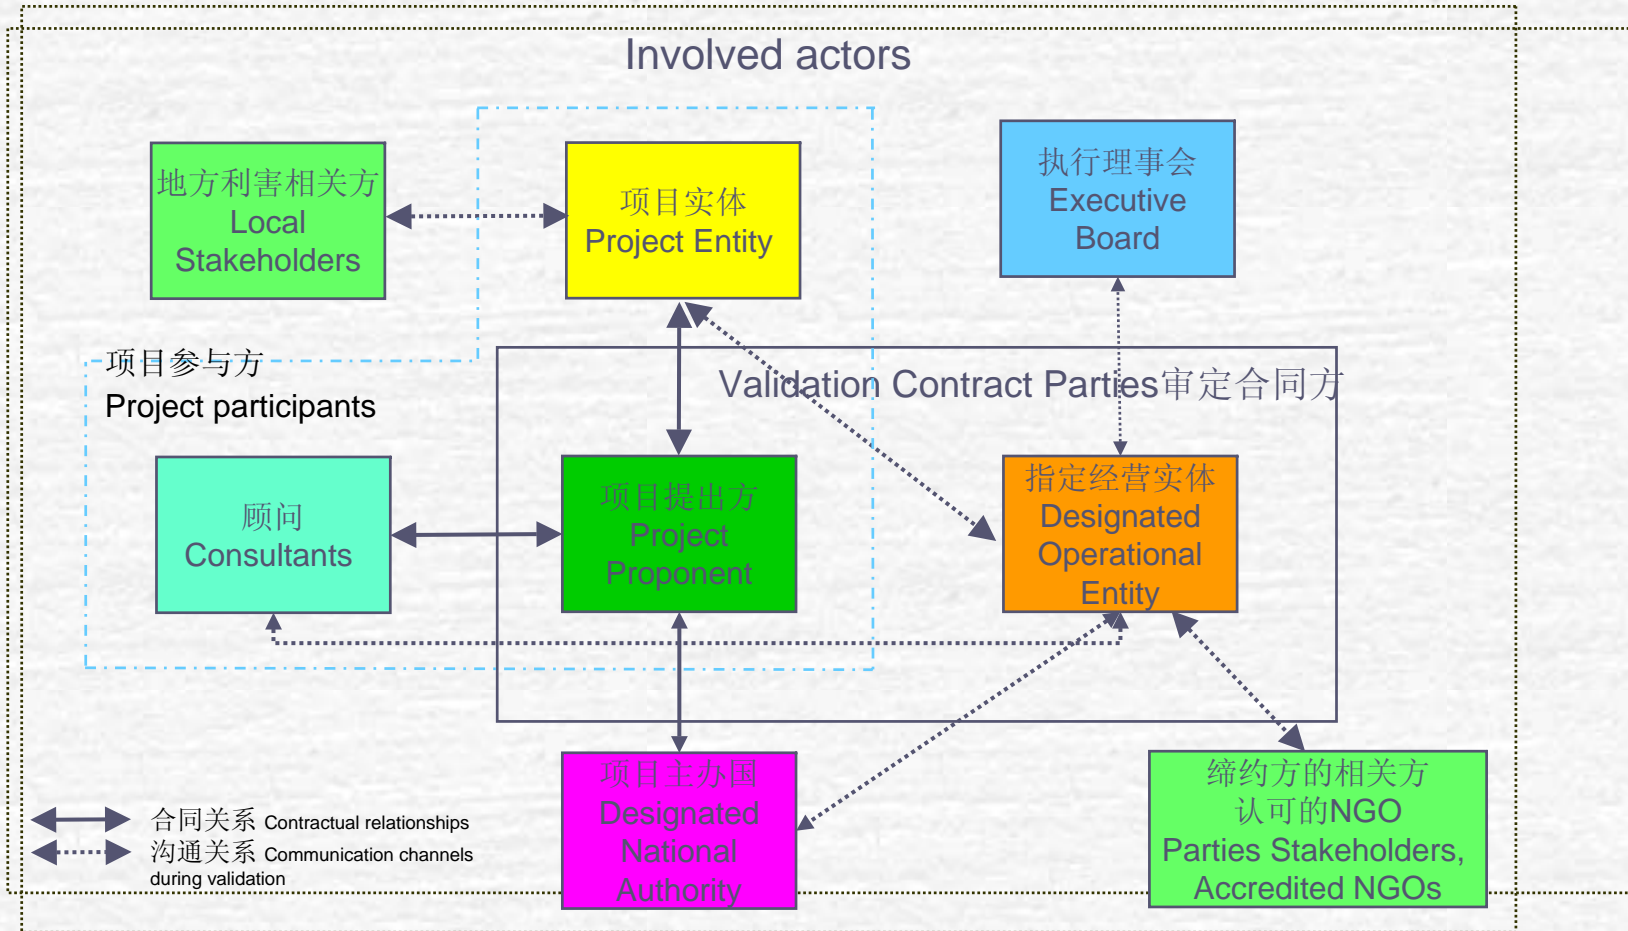 Involved actors
地方利害相关方
Local
Stakeholders
项目实体
Project Entity
执行理事会
Executive
Board
项目参与方
Project participants
Validation Contract Parties审定合同方
顾问
Consultants
项目提出方
Project
Proponent
指定经营实体
Designated
Operational
Entity
项目主办国
Designated
National
Authority
缔约方的相关方
认可的NGO
Parties Stakeholders,
Accredited NGOs
合同关系 Contractual relationships
沟通关系 Communication channels
during validation